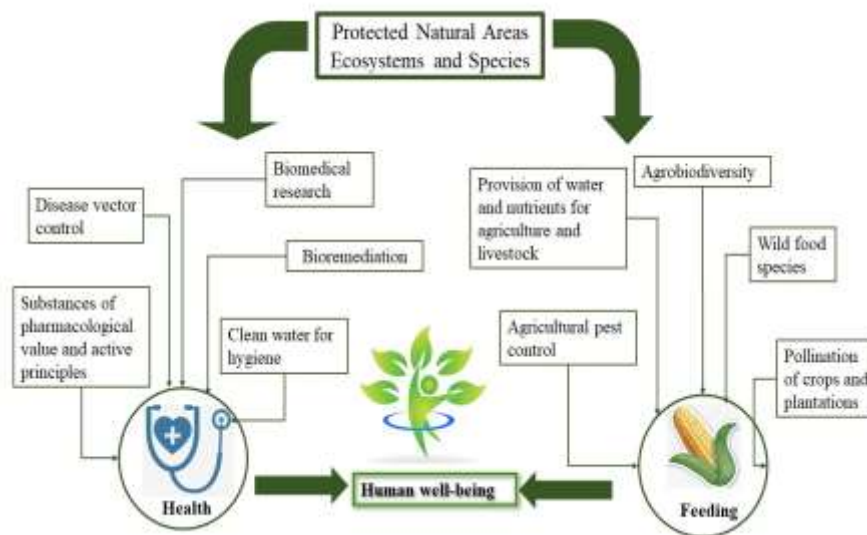 Protected Natural Areas
Ecosystems and Species
Biomedical
research
Disease vector
control
Bioremediation
Substances of
pharmacological
value and active
principles
Clean water for
hygiene
Health
Agrobiodiversity
Provision of water
and nutrients for
agriculture and
livestock
Wild food
species
Agricultural pest
control
Pollination
of crops and
plantations
Feeding
Human well-being